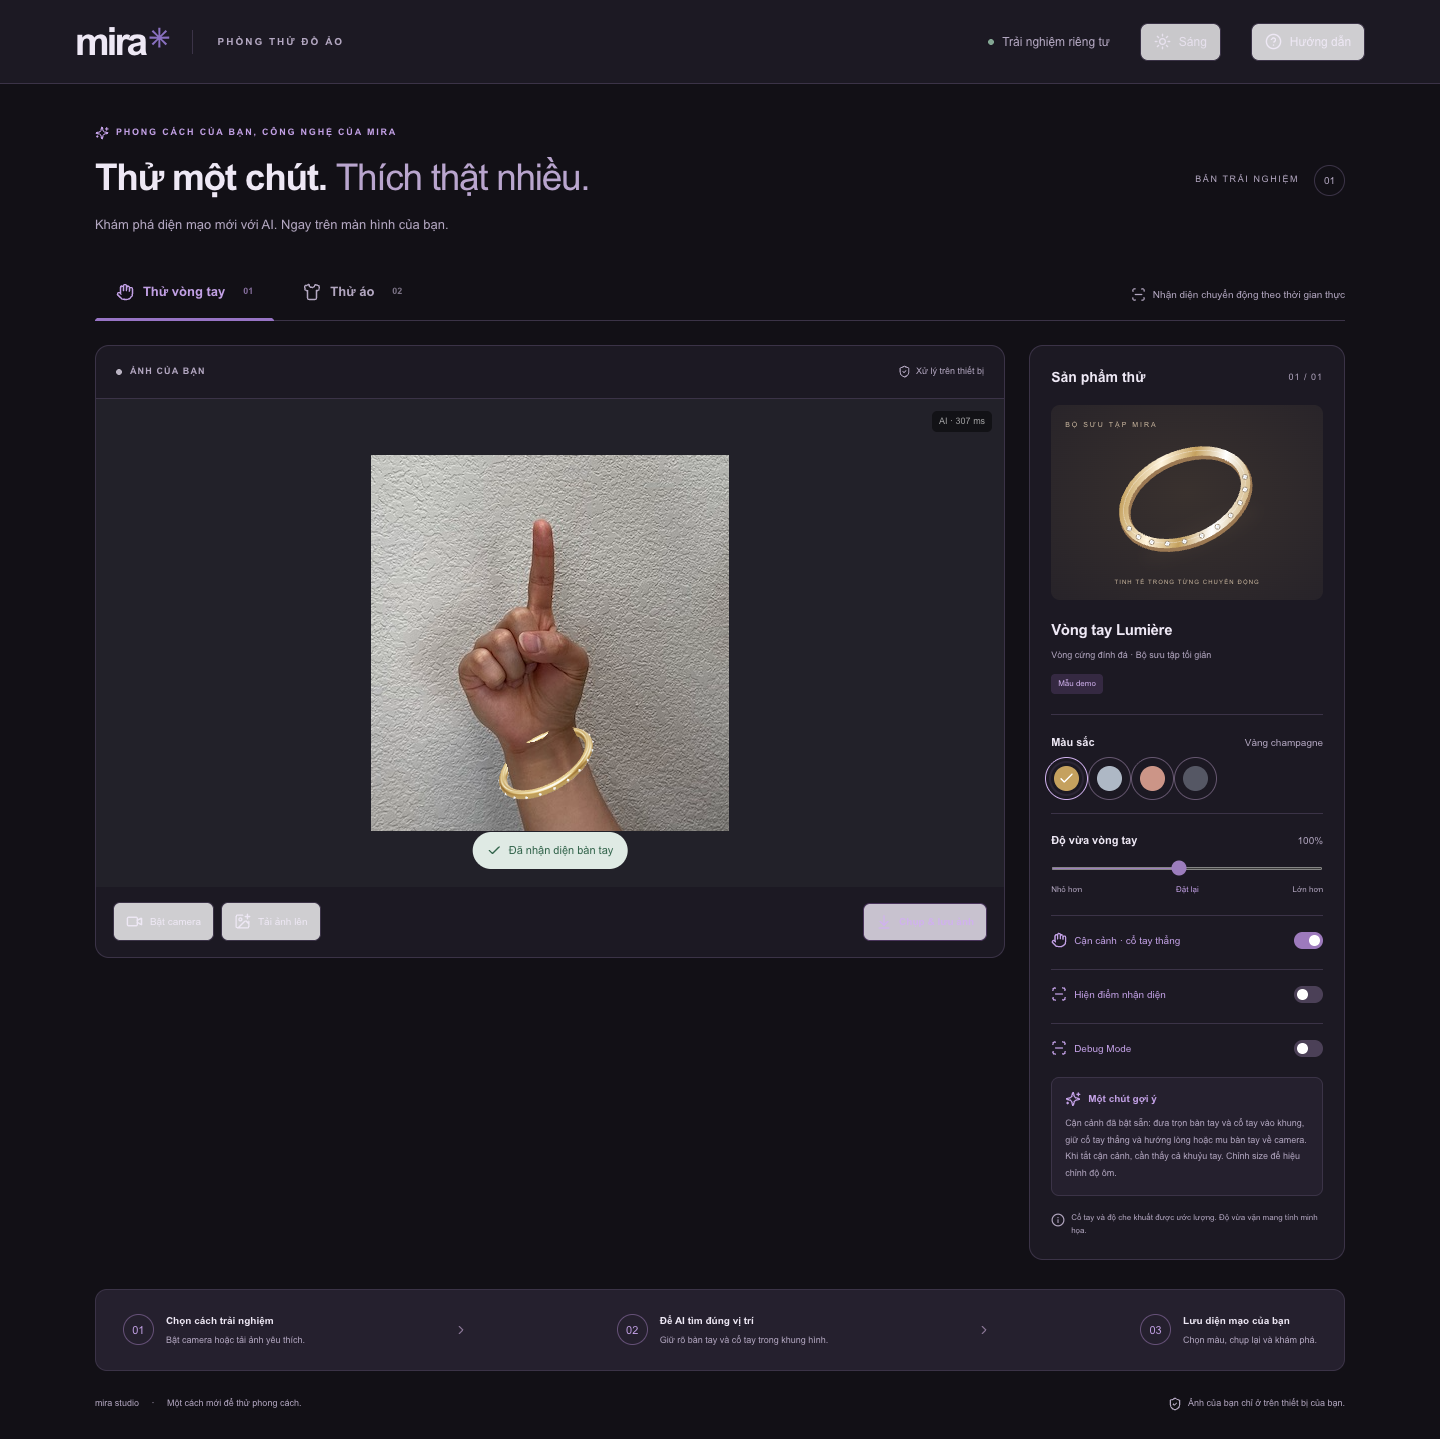 mira
PHÒNG THỬ ĐỒ ẢO
Trải nghiệm riêng tư
Sáng
Hướng dẫn
PHONG CÁCH CỦA BẠN, CÔNG NGHỆ CỦA MIRA
Thử một chút. Thích thật nhiều.
BẢN TRẢI NGHIỆM 01
Khám phá diện mạo mới với AI. Ngay trên màn hình của bạn.
Thử vòng tay 01
Thử áo 02
Nhận diện chuyển động theo thời gian thực
ẢNH CỦA BẠN
Xử lý trên thiết bị
AI · 307 ms
Đã nhận diện bàn tay
Bật camera
Tải ảnh lên
Sản phẩm thử
01 / 01
BỘ SƯU TẬP MIRA
TINH TẾ TRONG TỪNG CHUYỂN ĐỘNG
Vòng tay Lumière
Vòng cứng đính đá · Bộ sưu tập tối giản
Mẫu demo
Màu sắc
Vàng champagne
Độ vừa vòng tay
100%
Nhỏ hơn
Đặt lại
Lớn hơn
Cận cảnh · cổ tay thẳng
Hiện điểm nhận diện
Debug Mode
Một chút gợi ý
Cận cảnh đã bật sẵn: đưa trọn bàn tay và cổ tay vào khung,
giữ cổ tay thẳng và hướng lòng hoặc mu bàn tay về camera.
Khi tắt cận cảnh, cần thấy cả khuỷu tay. Chỉnh size để hiệu
chỉnh độ ôm.
Cổ tay và độ che khuất được ước lượng. Độ vừa vặn mang tính minh
họa.
01
Chọn cách trải nghiệm
Bật camera hoặc tải ảnh yêu thích.
02
Để AI tìm đúng vị trí
Giữ rõ bàn tay và cổ tay trong khung hình.
03
Lưu diện mạo của bạn
Chọn màu, chụp lại và khám phá.
mira studio · Một cách mới để thử phong cách.
Ảnh của bạn chỉ ở trên thiết bị của bạn.